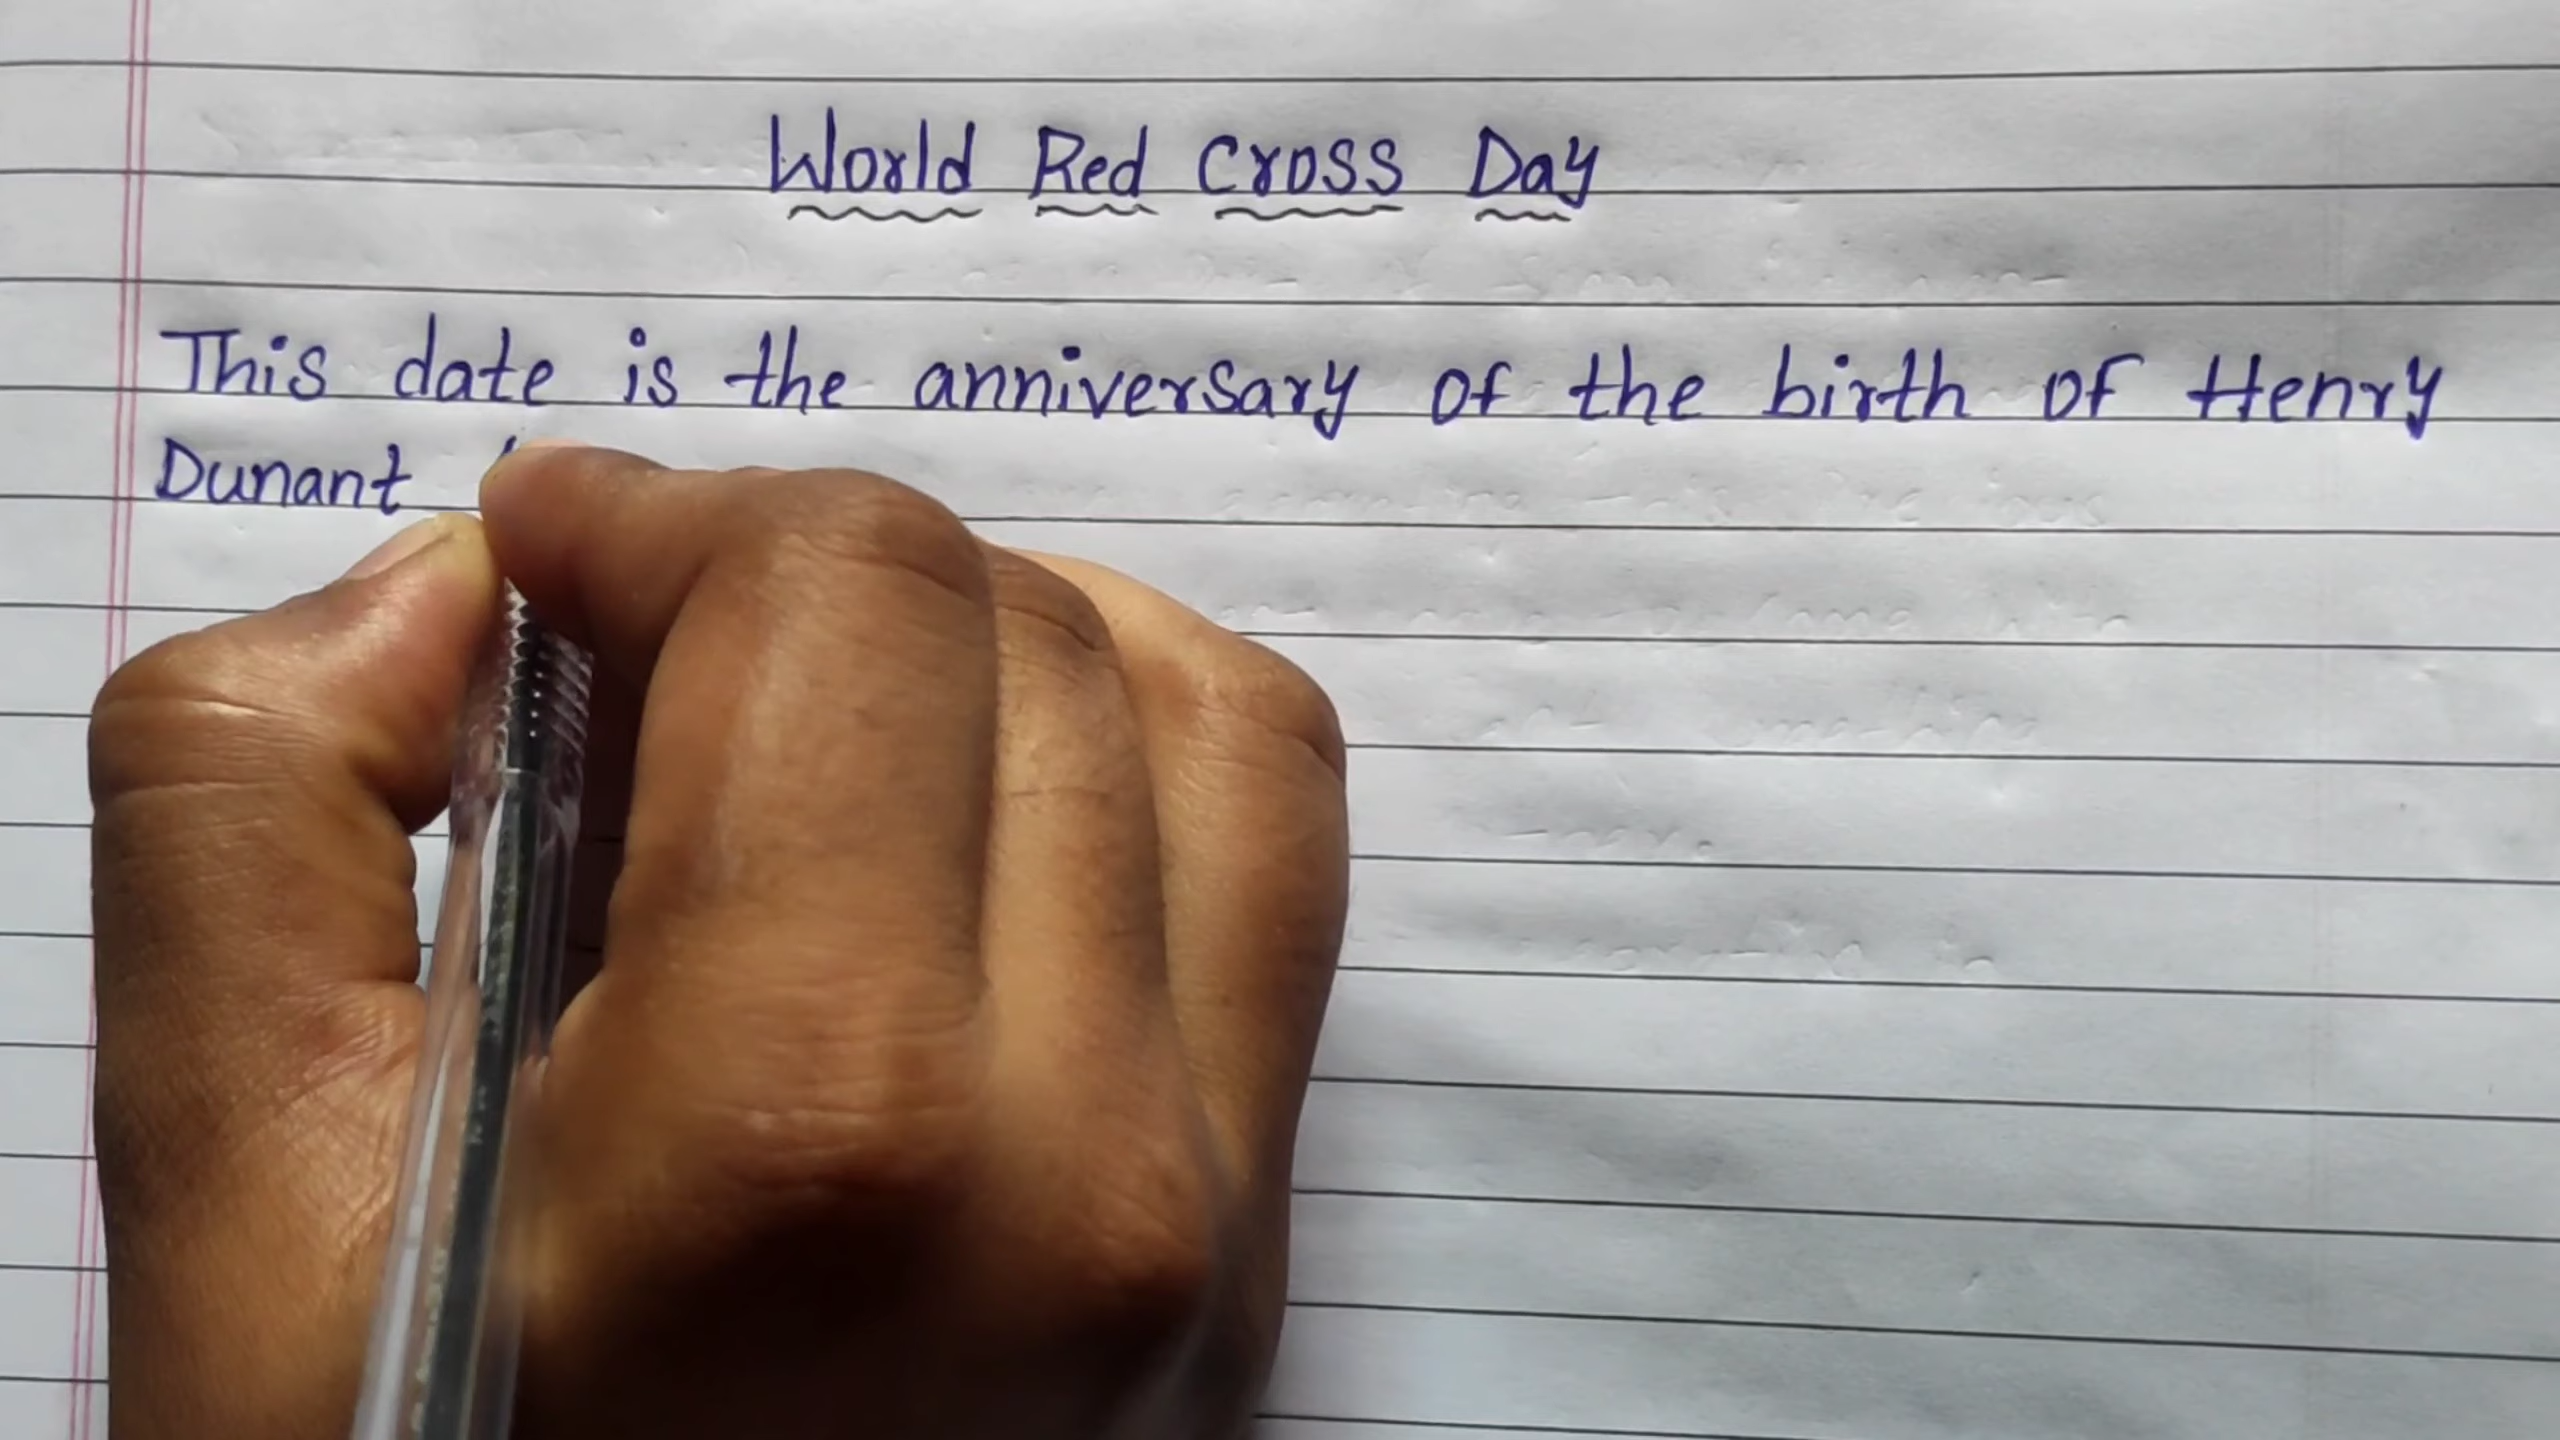 World Red Cross Day
This date is the anniversary of the birth of Henry
Dunant